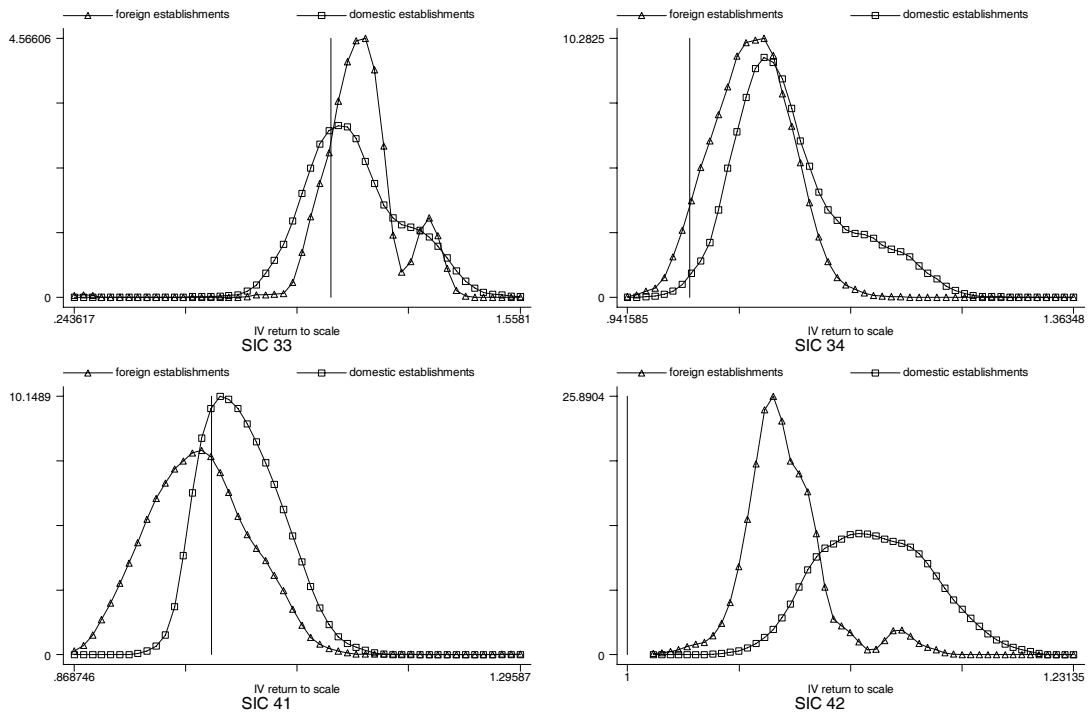 foreign establishments
domestic establishments
4.56606
0
.243617
1.5581
IV return to scale
SIC 33
foreign establishments
domestic establishments
10.2825
0
.941585
1.36348
IV return to scale
SIC 34
foreign establishments
domestic establishments
10.1489
0
.868746
1.29587
IV return to scale
SIC 41
foreign establishments
domestic establishments
25.8904
0
1
1.23135
IV return to scale
SIC 42